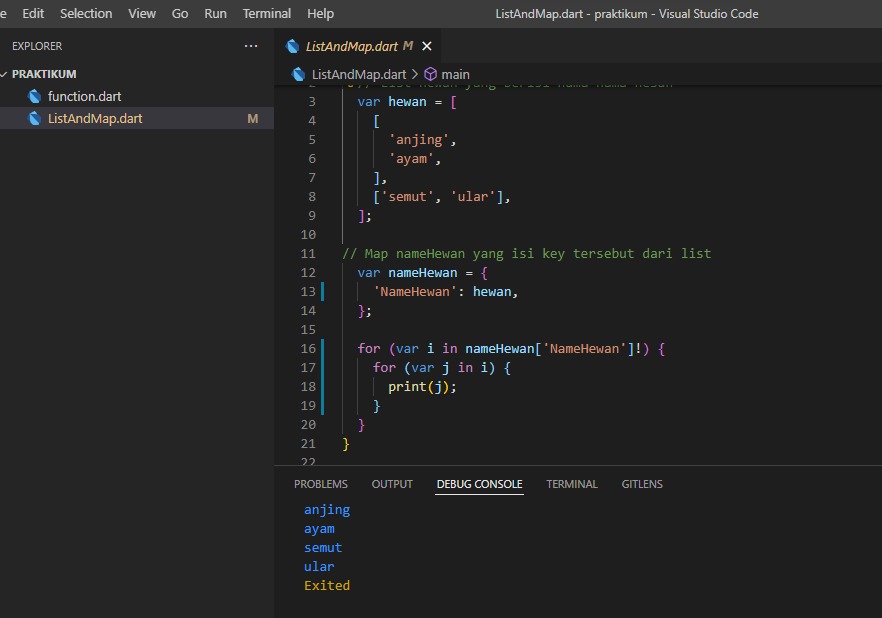 e Edit Selection View Go Run Terminal Help ListAndMap.dart - praktikum - Visual Studio Code
EXPLORER ···
PRAKTIKUM
function.dart
ListAndMap.dart M
ListAndMap.dart M ×
ListAndMap.dart > main
3 var hewan = [
4 [
5 'anjing',
6 'ayam',
7 ],
8 ['semut', 'ular'],
9 ];
10
11 // Map nameHewan yang isi key tersebut dari list
12 var nameHewan = {
13 'NameHewan': hewan,
14 };
15
16 for (var i in nameHewan['NameHewan']!) {
17 for (var j in i) {
18 print(j);
19 }
20 }
21 }
22
PROBLEMS OUTPUT DEBUG CONSOLE TERMINAL GITLENS
anjing
ayam
semut
ular
Exited